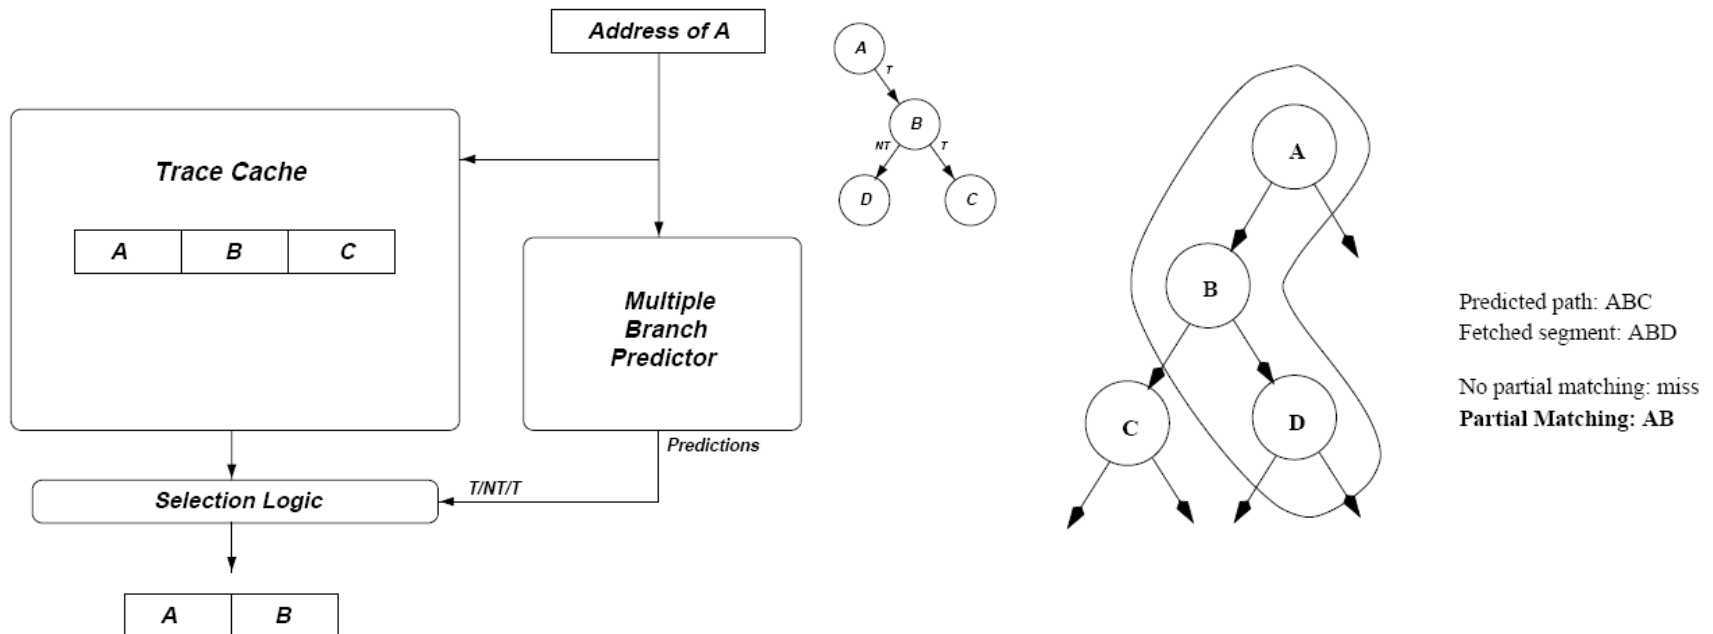 Address of A
Trace Cache
A B C
Multiple
Branch
Predictor
Predictions
T/NT/T
Selection Logic
A B
A
T
B
NT T
D C
A
B
C D
Predicted path: ABC
Fetched segment: ABD
No partial matching: miss
Partial Matching: AB